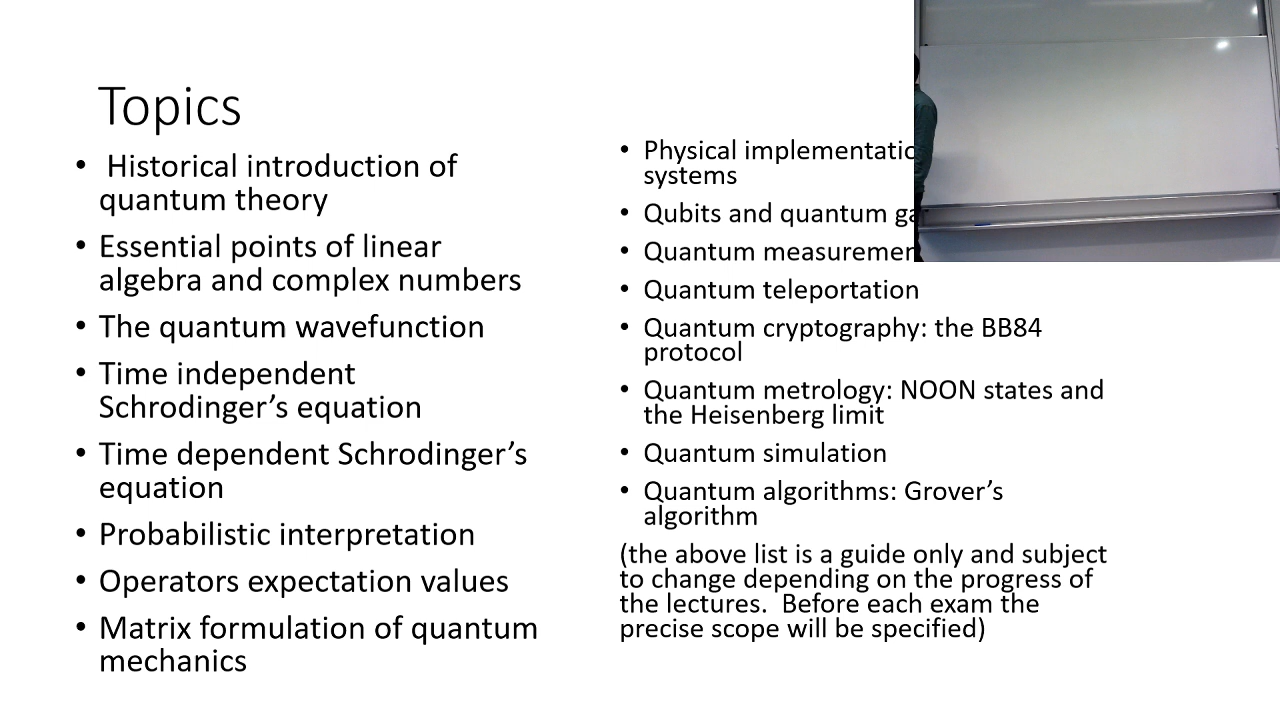 Topics
• Historical introduction of
quantum theory
• Essential points of linear
algebra and complex numbers
• The quantum wavefunction
• Time independent
Schrodinger’s equation
• Time dependent Schrodinger’s
equation
• Probabilistic interpretation
• Operators expectation values
• Matrix formulation of quantum
mechanics
• Physical
systems
• Qubits and quantum
• Quantum
• Quantum teleportation
• Quantum cryptography: the BB84
protocol
• Quantum metrology: NOON states and
the Heisenberg limit
• Quantum simulation
• Quantum algorithms: Grover’s
algorithm
(the above list is a guide only and subject
to change depending on the progress of
the lectures.  Before each exam the
precise scope will be specified)